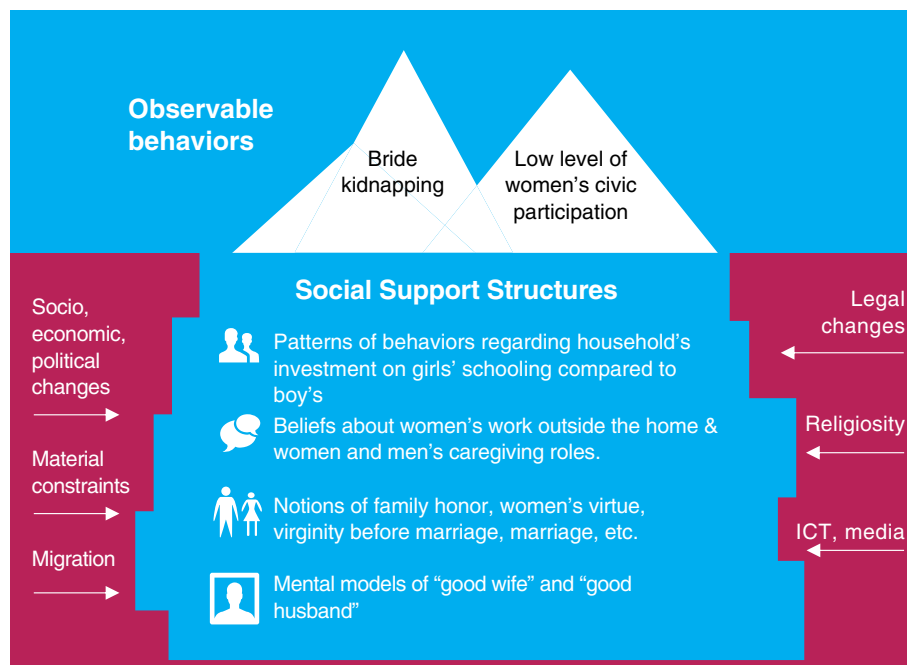 Observable
behaviors
Bride
kidnapping
Low level of
women’s civic
participation
Social Support Structures
Socio,
economic,
political
changes
Material
constraints
Migration
Patterns of behaviors regarding household’s
investment on girls’ schooling compared to
boy’s
Beliefs about women’s work outside the home &
women and men’s caregiving roles.
Notions of family honor, women’s virtue,
virginity before marriage, marriage, etc.
Mental models of “good wife” and “good
husband”
Legal
changes
Religiosity
ICT, media